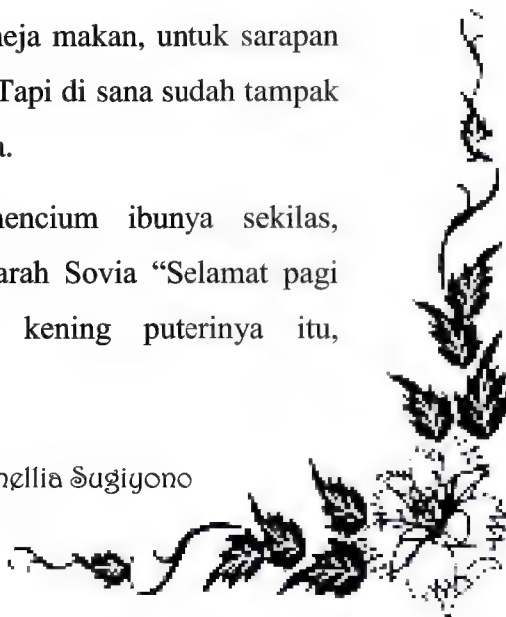 neja makan, untuk sarapan
Tapi di sana sudah tampak
a.
nencium ibunya sekilas,
arah Sovia “Selamat pagi
kening puterinya itu,
nellia Sugiyono